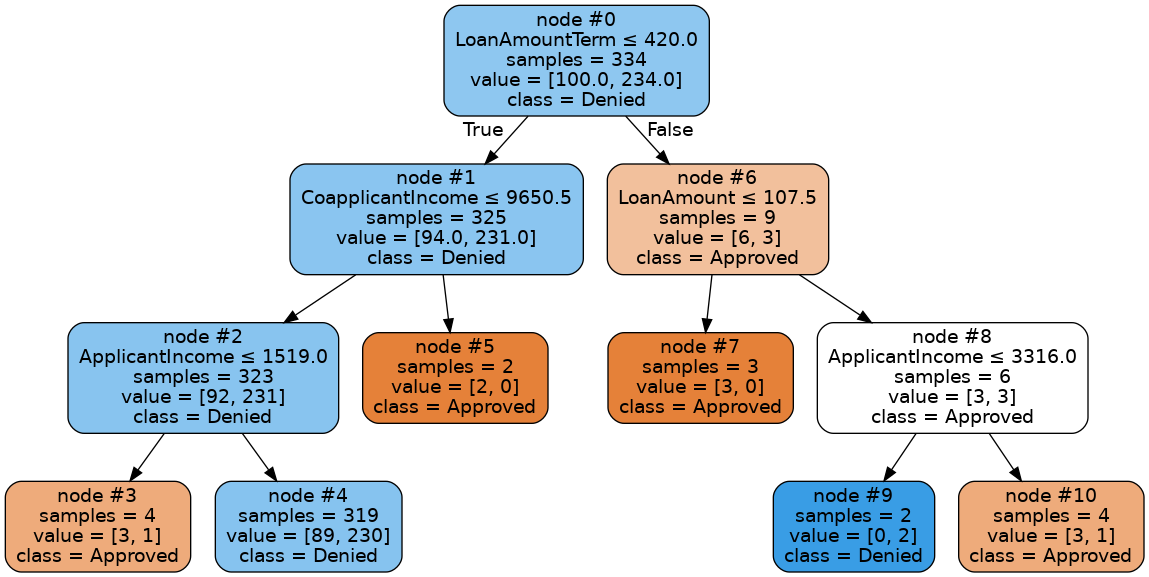 node #0
LoanAmountTerm ≤ 420.0
samples = 334
value = [100.0, 234.0]
class = Denied
True
False
node #1
CoapplicantIncome ≤ 9650.5
samples = 325
value = [94.0, 231.0]
class = Denied
node #6
LoanAmount ≤ 107.5
samples = 9
value = [6, 3]
class = Approved
node #2
ApplicantIncome ≤ 1519.0
samples = 323
value = [92, 231]
class = Denied
node #5
samples = 2
value = [2, 0]
class = Approved
node #7
samples = 3
value = [3, 0]
class = Approved
node #8
ApplicantIncome ≤ 3316.0
samples = 6
value = [3, 3]
class = Approved
node #3
samples = 4
value = [3, 1]
class = Approved
node #4
samples = 319
value = [89, 230]
class = Denied
node #9
samples = 2
value = [0, 2]
class = Denied
node #10
samples = 4
value = [3, 1]
class = Approved